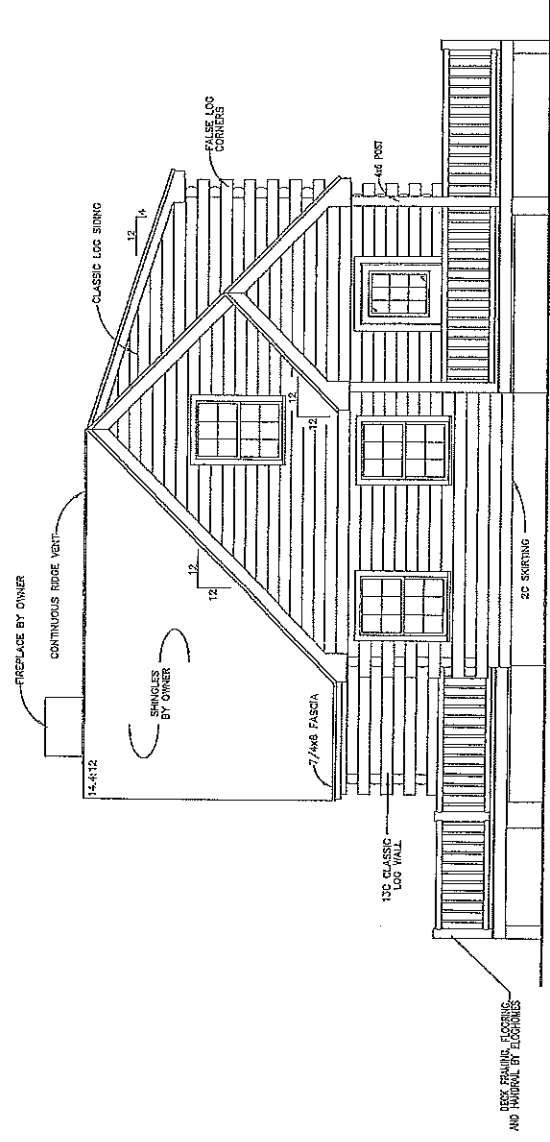 FIREPLACE BY OWNER
CONTINUOUS RIDGE VENT
14.4:12
SHINGLES
BY OWNER
7/4x8 FASCIA
13C CLASSIC
LOG WALL
DECK FRAMING, FLOORING,
AND HANDRAIL BY ELOGHOMES
12
12
CLASSIC LOG SIDING
12
4
FALSE LOG
CORNERS
12
12
4x6 POST
2C SKIRTING